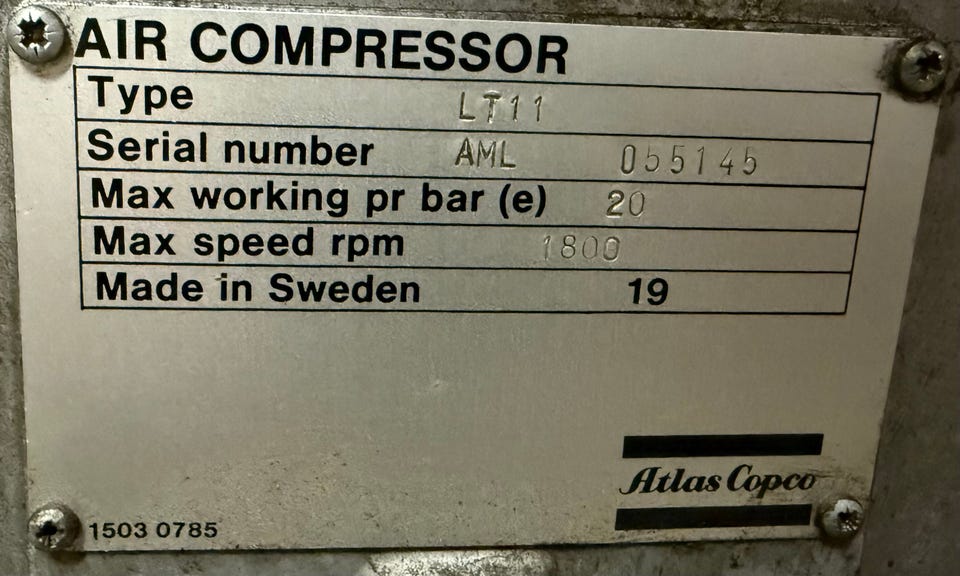 AIR COMPRESSOR
Type LT11
Serial number AML 055145
Max working pr bar (e) 20
Max speed rpm 1800
Made in Sweden 19
Atlas Copco
1503 0785